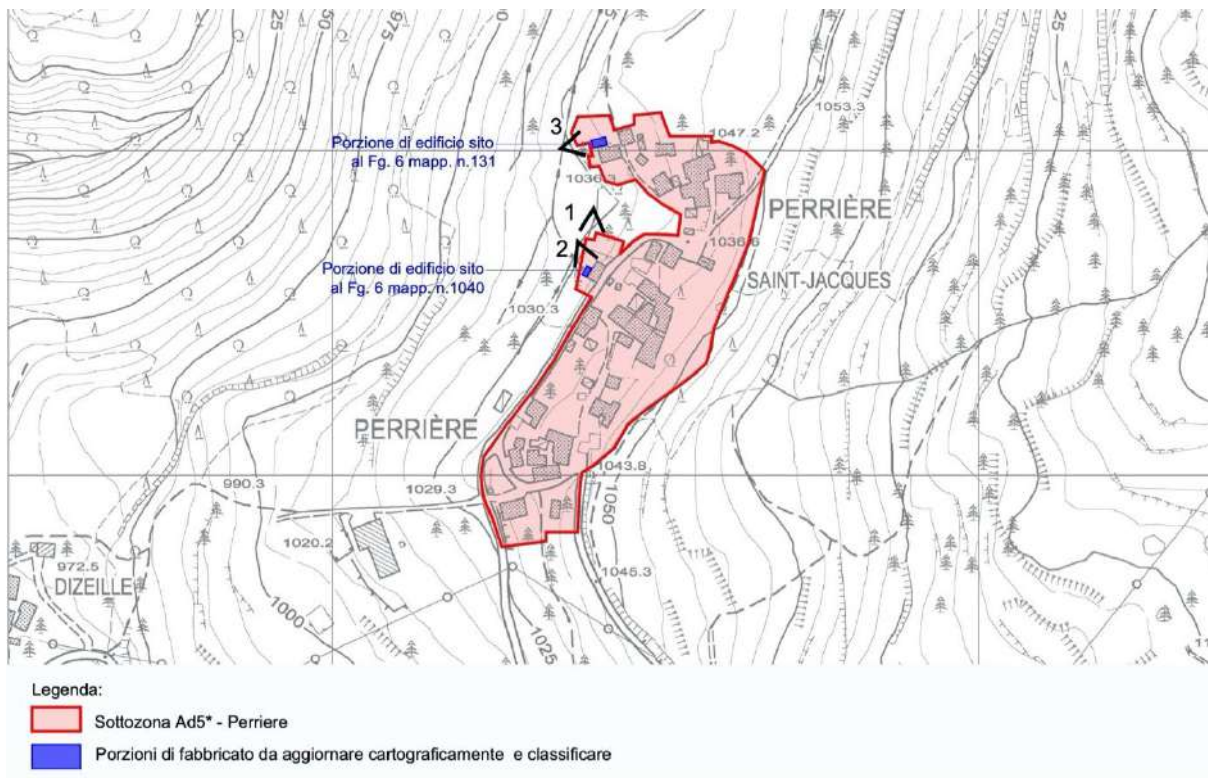 25
50
975
25
1053.3
3
1047.2
Porzione di edificio sito
al Fg. 6 mapp. n.131
1036.3
1
PERRIÈRE
2
1036.6
Porzione di edificio sito
al Fg. 6 mapp. n.1040
SAINT-JACQUES
1030.3
PERRIÈRE
1043.8
990.3
1029.3
1050
1020.2
972.5
DIZEILLE
1045.3
1000
1025
11
Legenda:
Sottozona Ad5* - Perriere
Porzioni di fabbricato da aggiornare cartograficamente e classificare